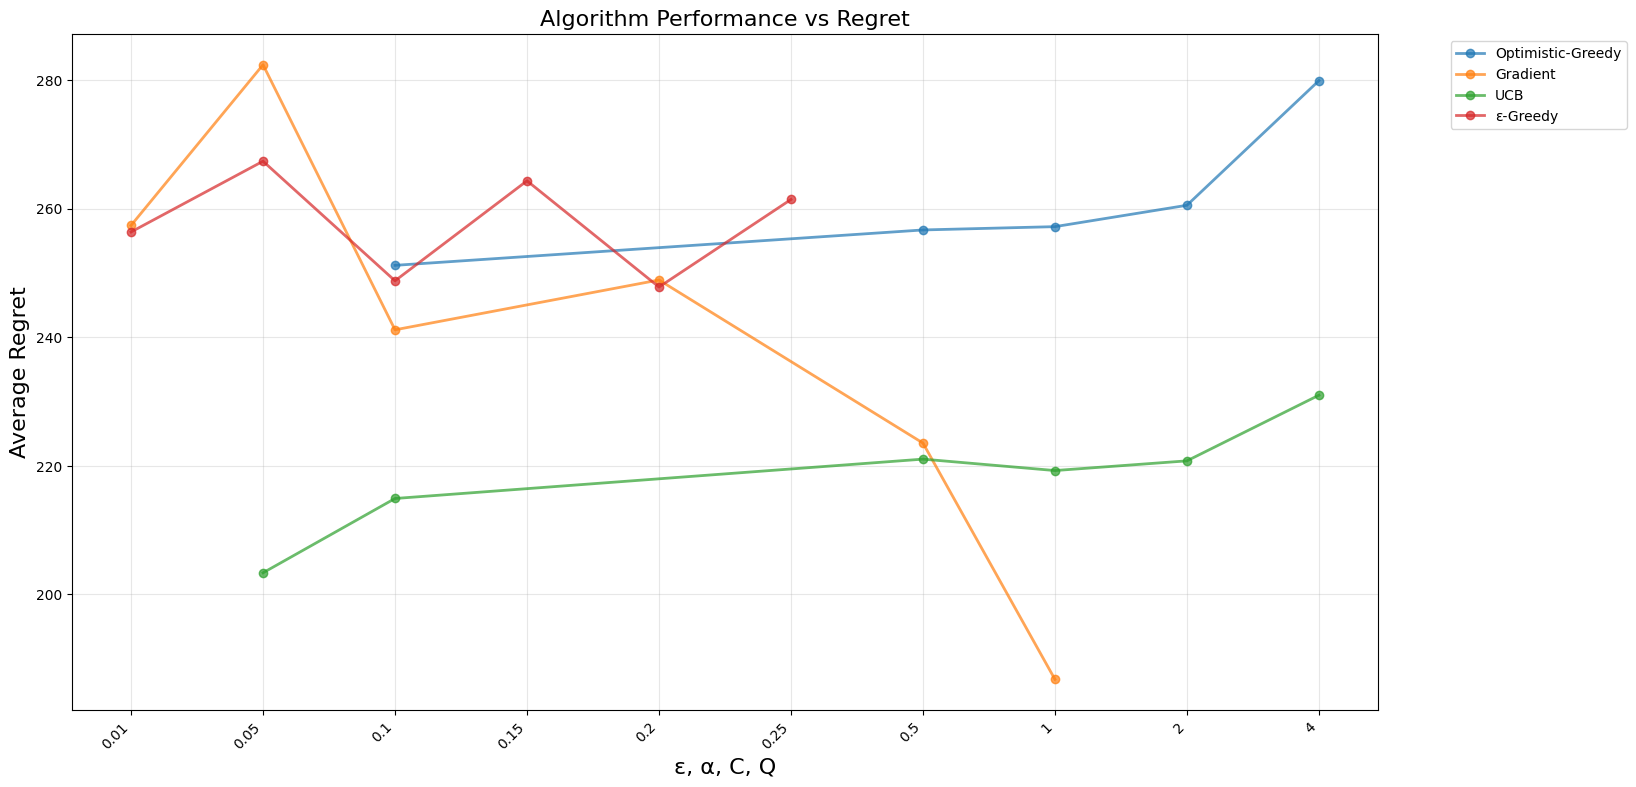 Algorithm Performance vs Regret
Optimistic-Greedy
Gradient
UCB
ε-Greedy
Average Regret
280
260
240
220
200
0.01
0.05
0.1
0.15
0.2
0.25
0.5
1
2
4
ε, α, C, Q